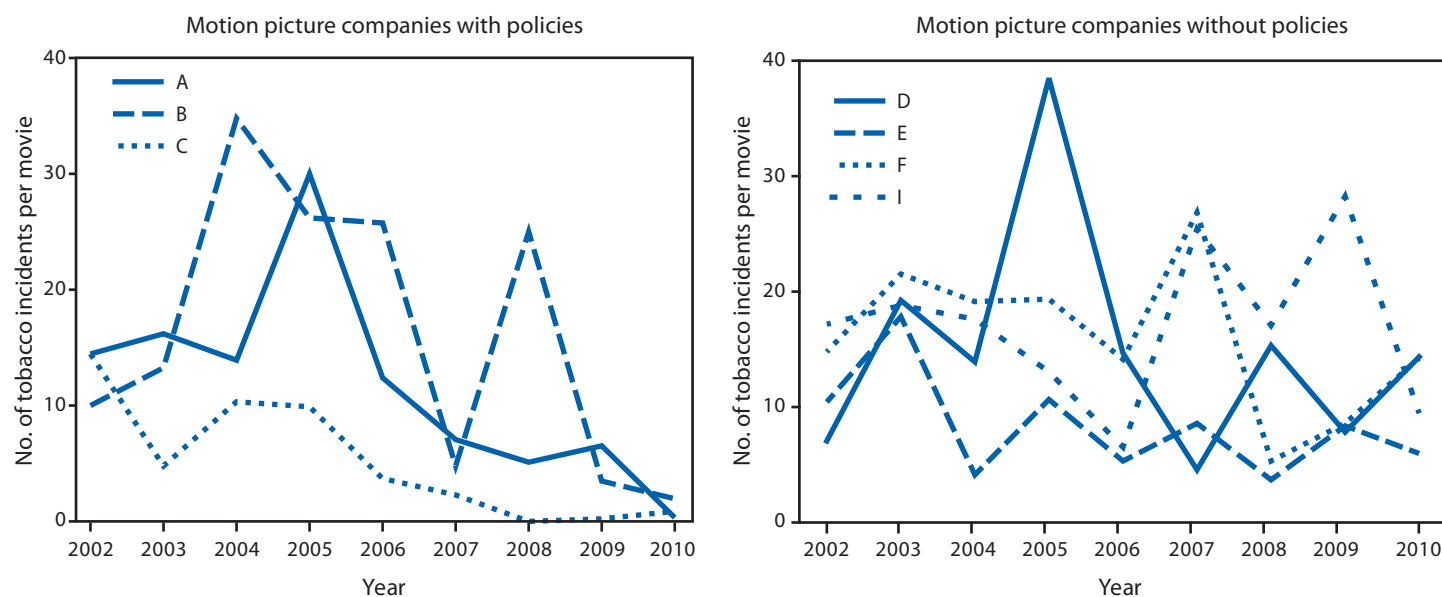 Motion picture companies with policies
No. of tobacco incidents per movie
40
30
20
10
0
A
B
C
2002 2003 2004 2005 2006 2007 2008 2009 2010
Year
Motion picture companies without policies
No. of tobacco incidents per movie
40
30
20
10
0
D
E
F
I
2002 2003 2004 2005 2006 2007 2008 2009 2010
Year